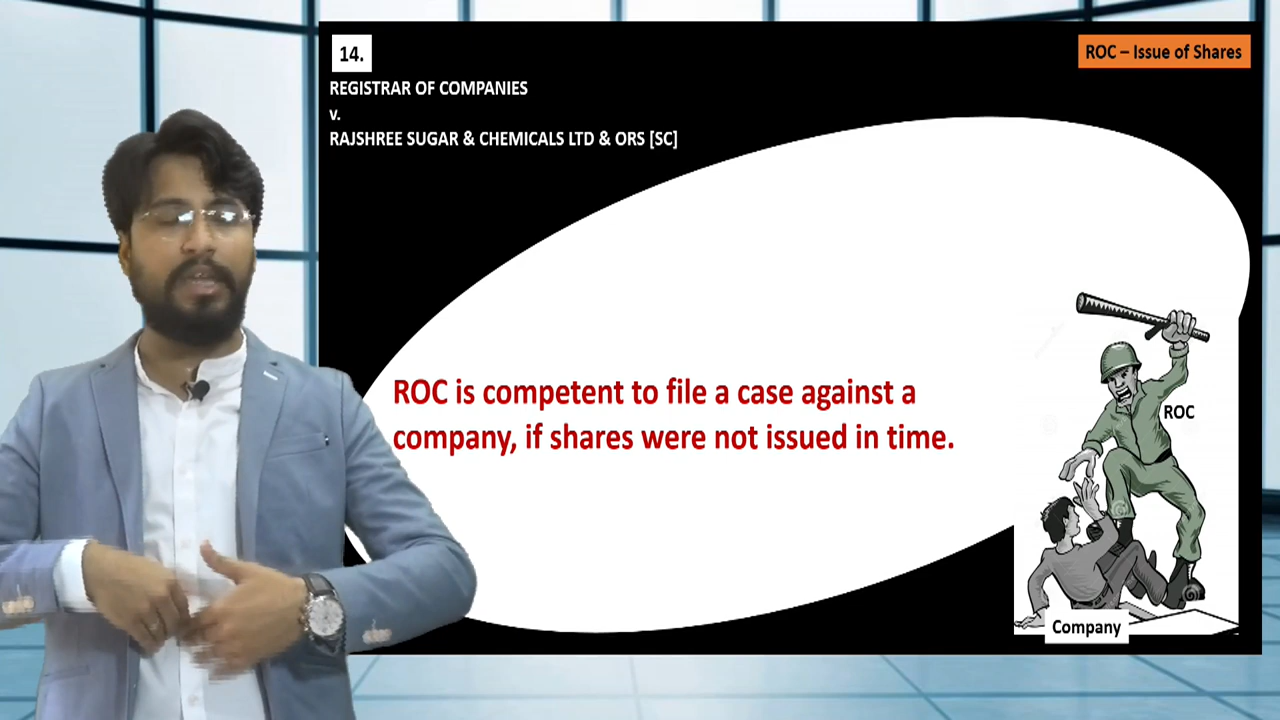 14.
ROC – Issue of Shares
REGISTRAR OF COMPANIES
v.
RAJSHREE SUGAR & CHEMICALS LTD & ORS [SC]
ROC is competent to file a case against a
company, if shares were not issued in time.
ROC
Company